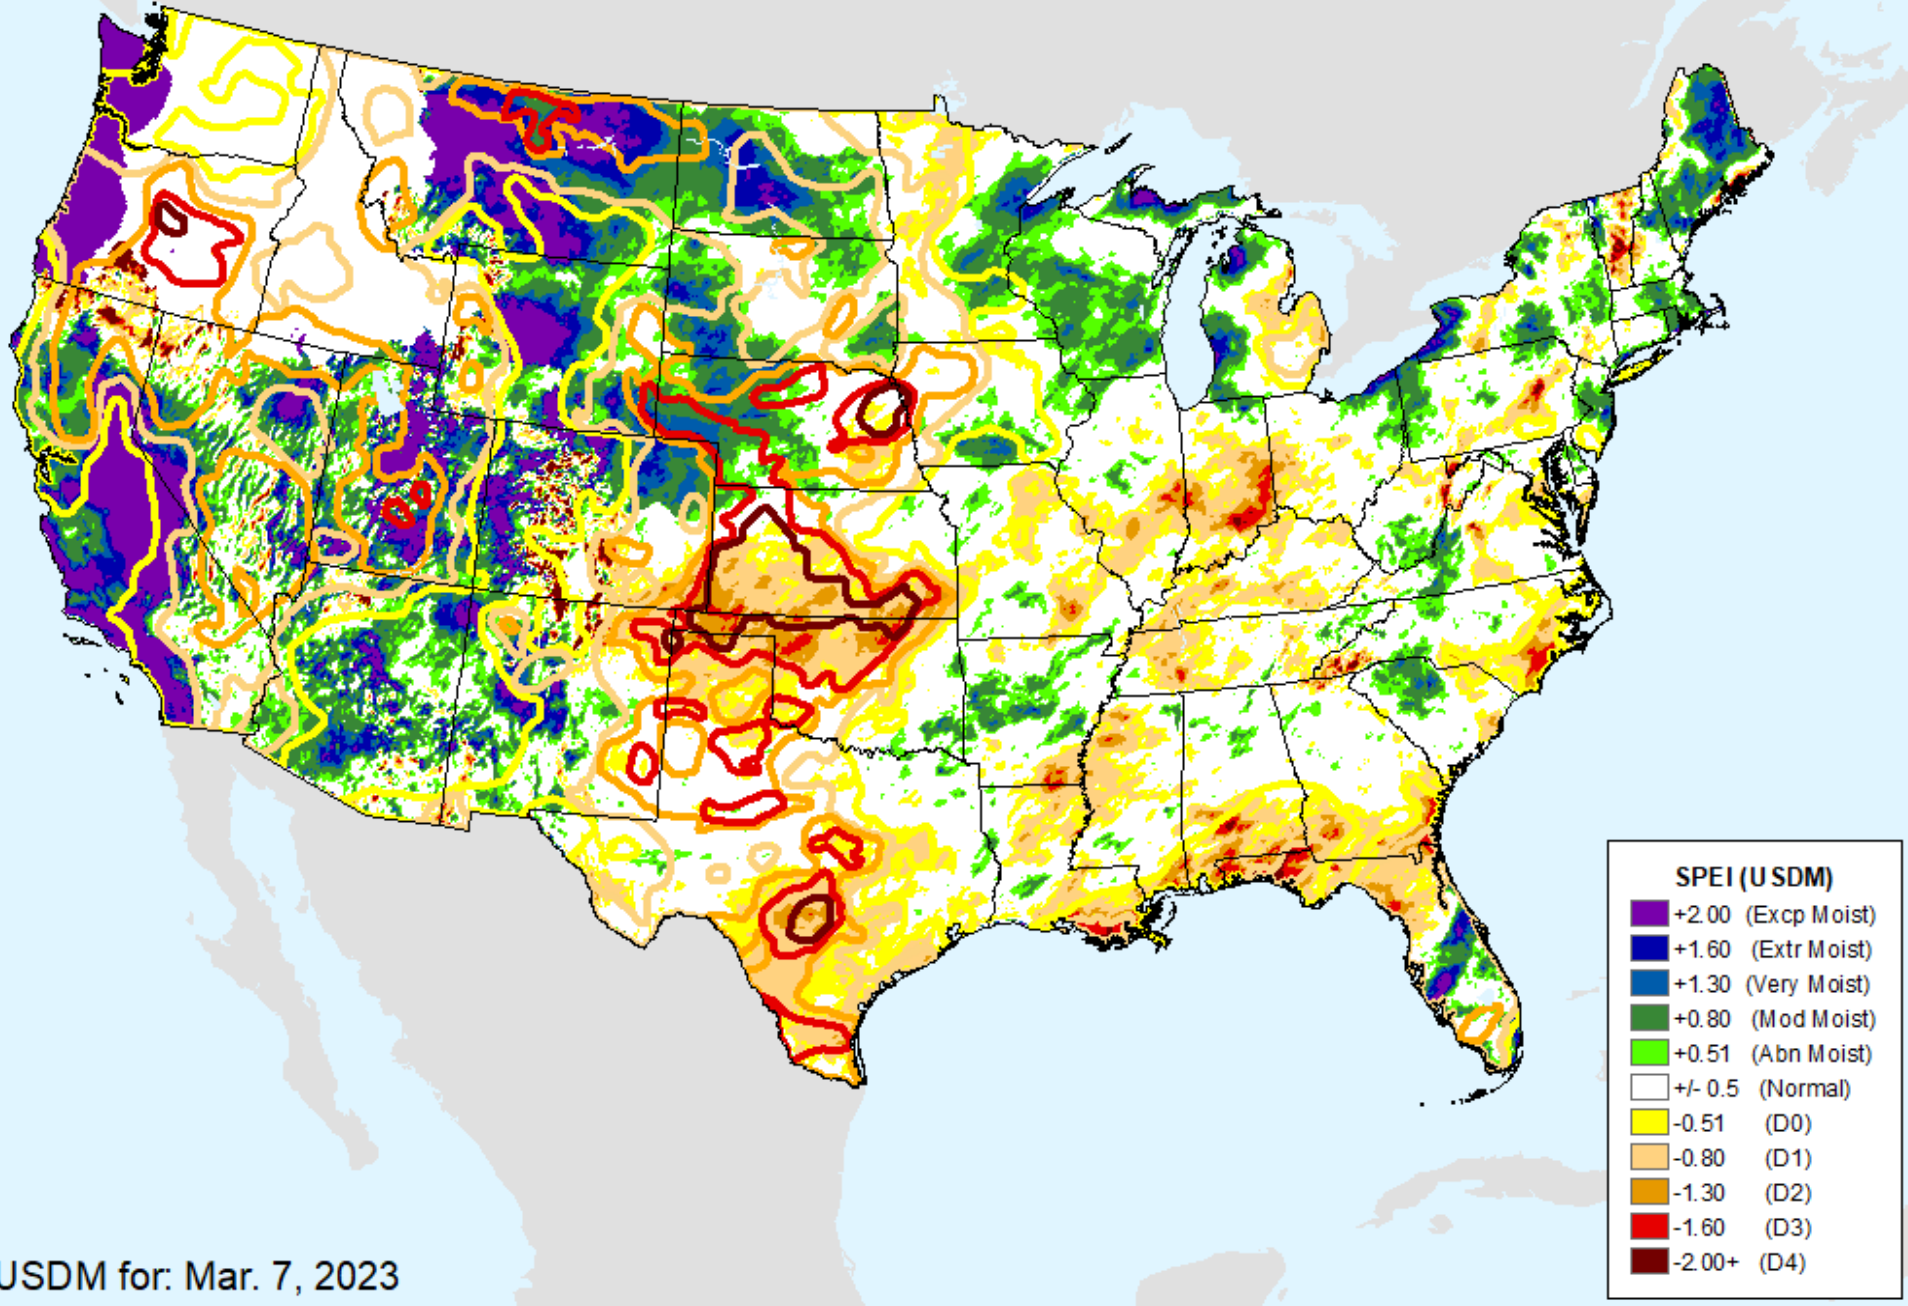 SPEI (USDM)
+2.00 (Excp Moist)
+1.60 (Extr Moist)
+1.30 (Very Moist)
+0.80 (Mod Moist)
+0.51 (Abn Moist)
+/- 0.5 (Normal)
-0.51 (D0)
-0.80 (D1)
-1.30 (D2)
-1.60 (D3)
-2.00+ (D4)
USDM for: Mar. 7, 2023